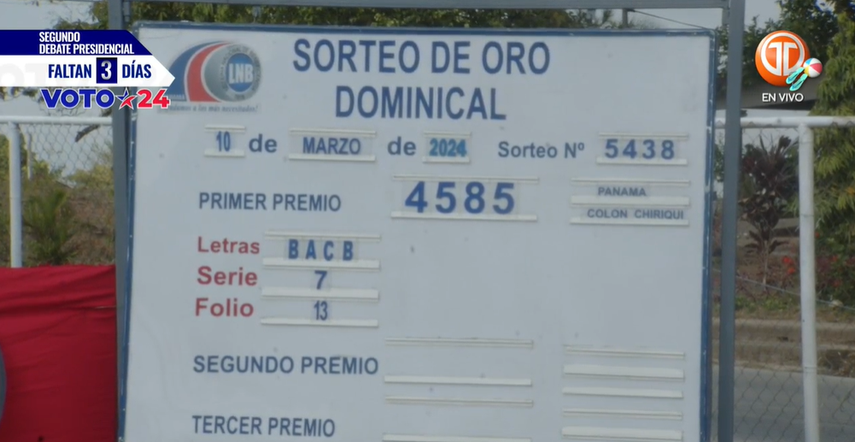 SEGUNDO
DEBATE PRESIDENCIAL
FALTAN 3 DÍAS
VOTO★24
EN VIVO
LNB
SORTEO DE ORO
DOMINICAL
10 de MARZO de 2024 Sorteo Nº 5438
PRIMER PREMIO 4585 PANAMA
COLON CHIRIQUI
Letras B A C B
Serie 7
Folio 13
SEGUNDO PREMIO
TERCER PREMIO